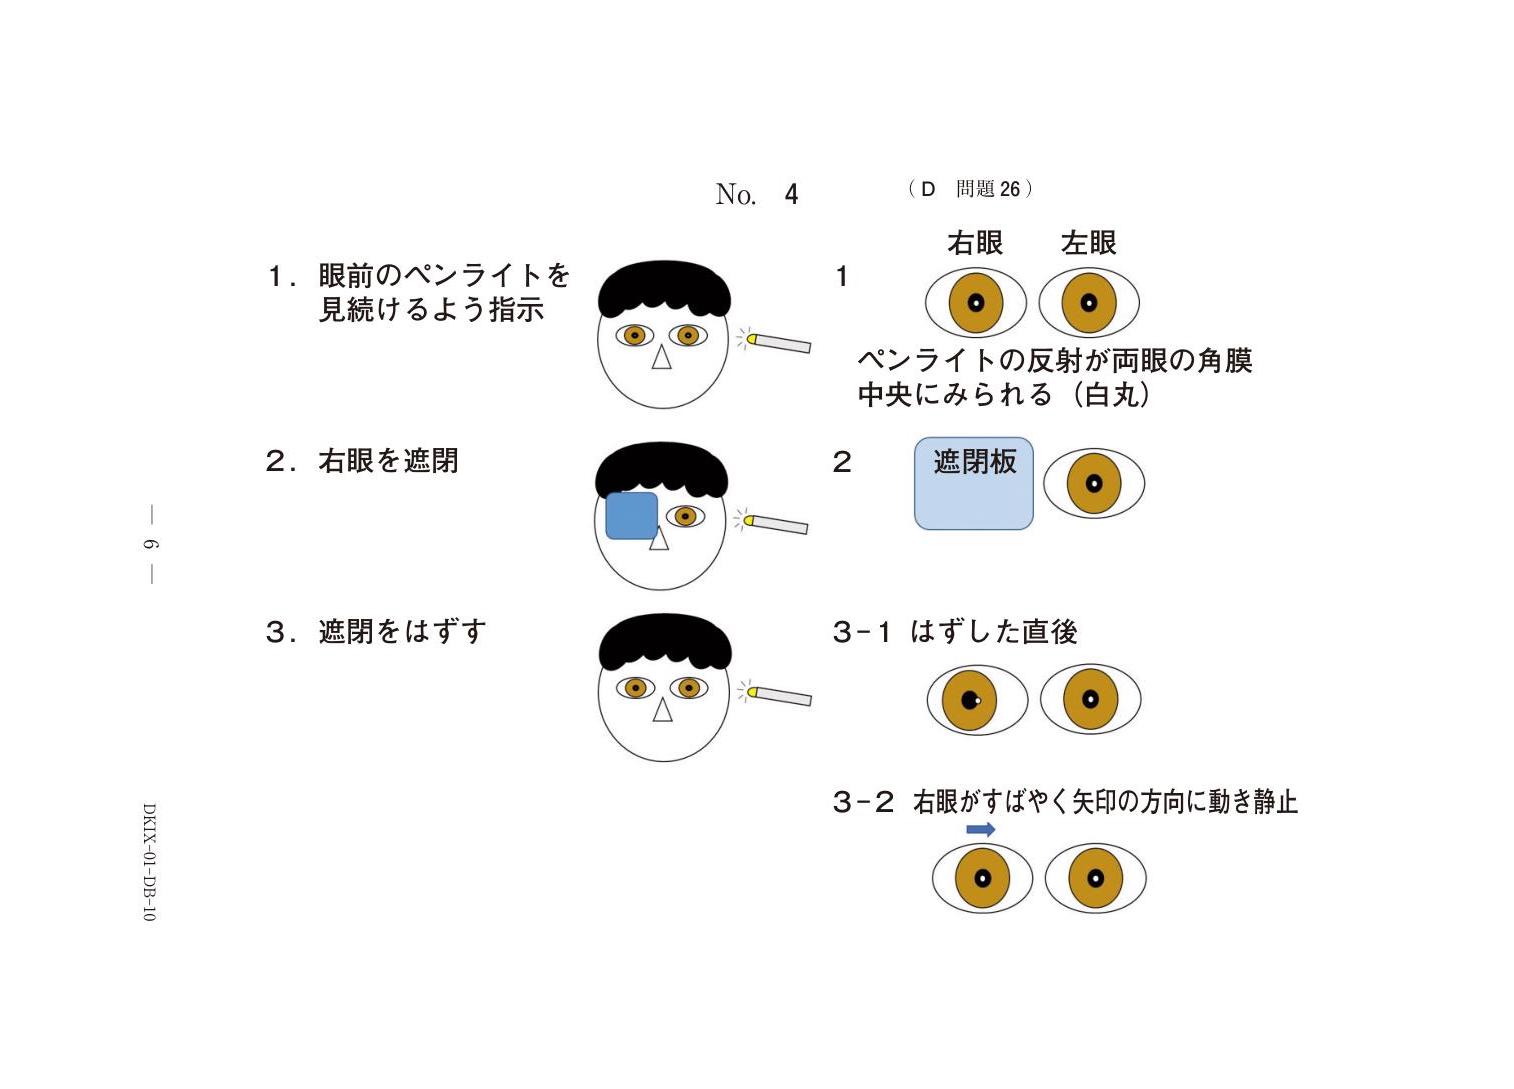 No. 4
（D 問題 26）
右眼 左眼
1. 眼前のペンライトを
見続けるよう指示
1
ペンライトの反射が両眼の角膜
中央にみられる（白丸）
2. 右眼を遮閉
2
遮閉板
3. 遮閉をはずす
3-1 はずした直後
3-2 右眼がすばやく矢印の方向に動き静止
— 6 —
DKIX-01-DB-10